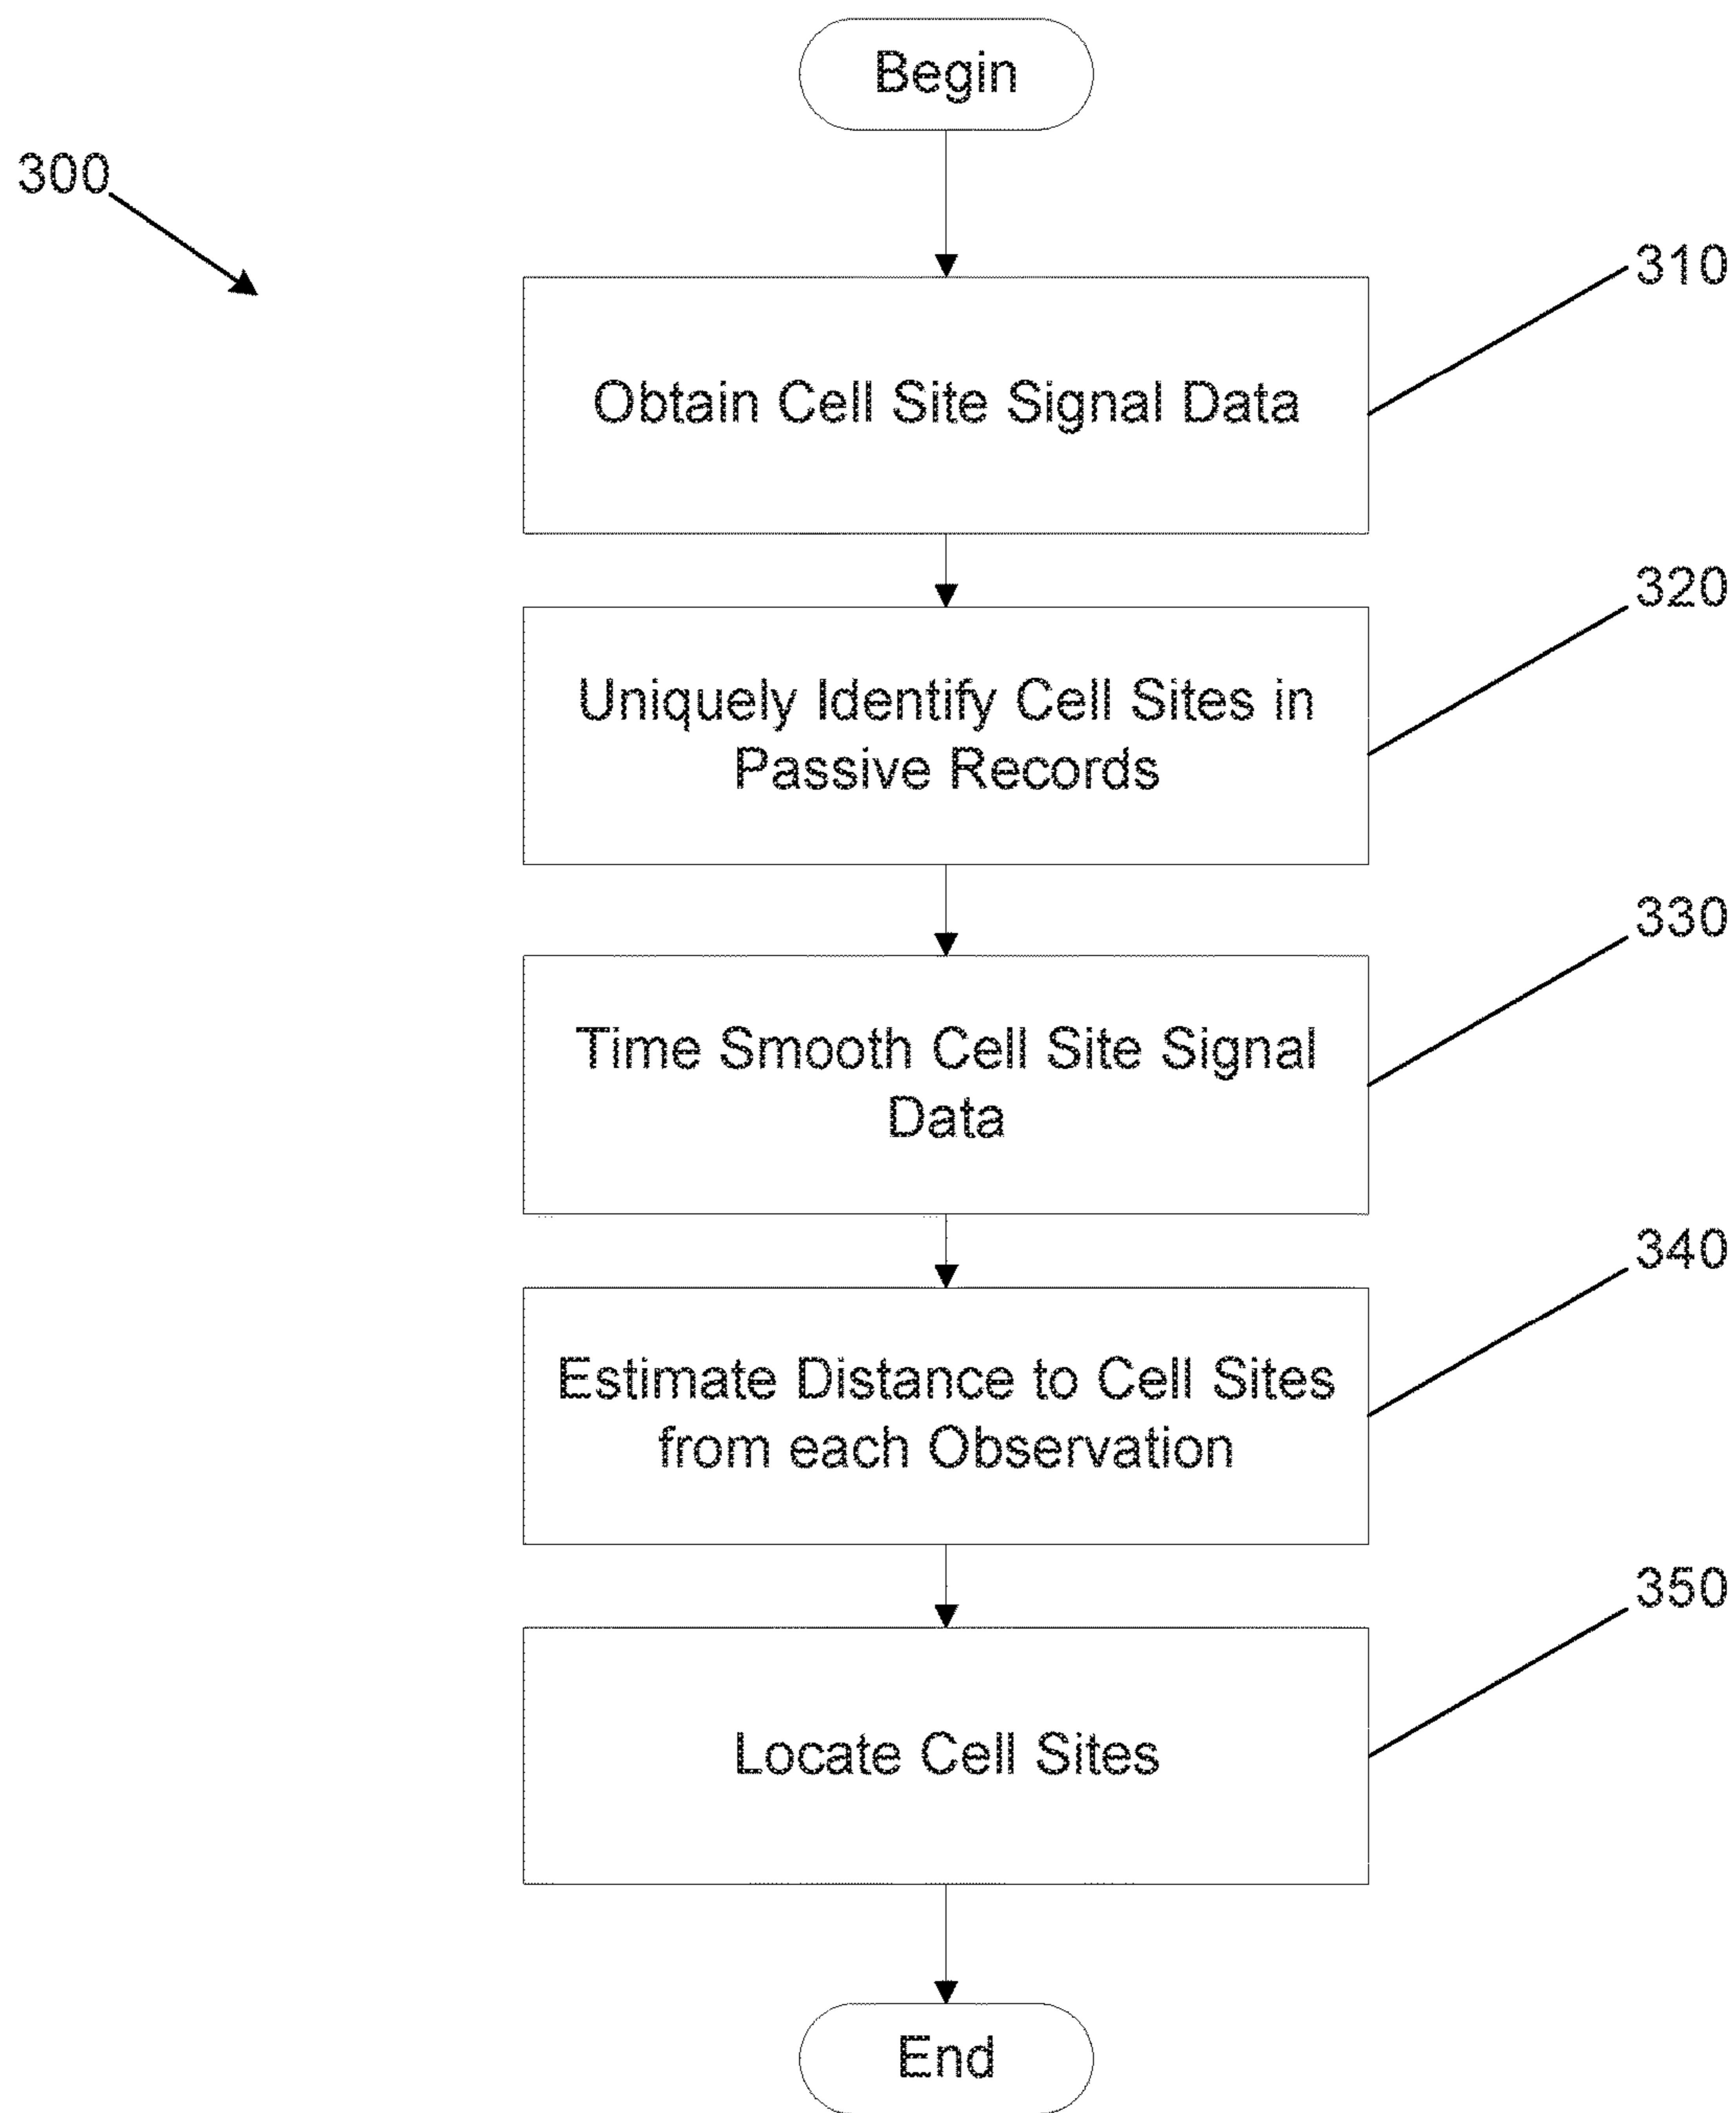 Begin
300
310
Obtain Cell Site Signal Data
320
Uniquely Identify Cell Sites in
Passive Records
330
Time Smooth Cell Site Signal
Data
340
Estimate Distance to Cell Sites
from each Observation
350
Locate Cell Sites
End